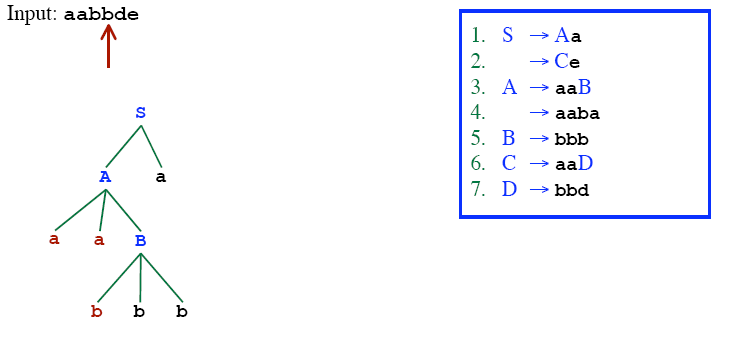 Input: aabbde
S
A a
a a B
b b b
1. S → Aa
2. → Ce
3. A → aaB
4. → aaba
5. B → bbb
6. C → aaD
7. D → bbd